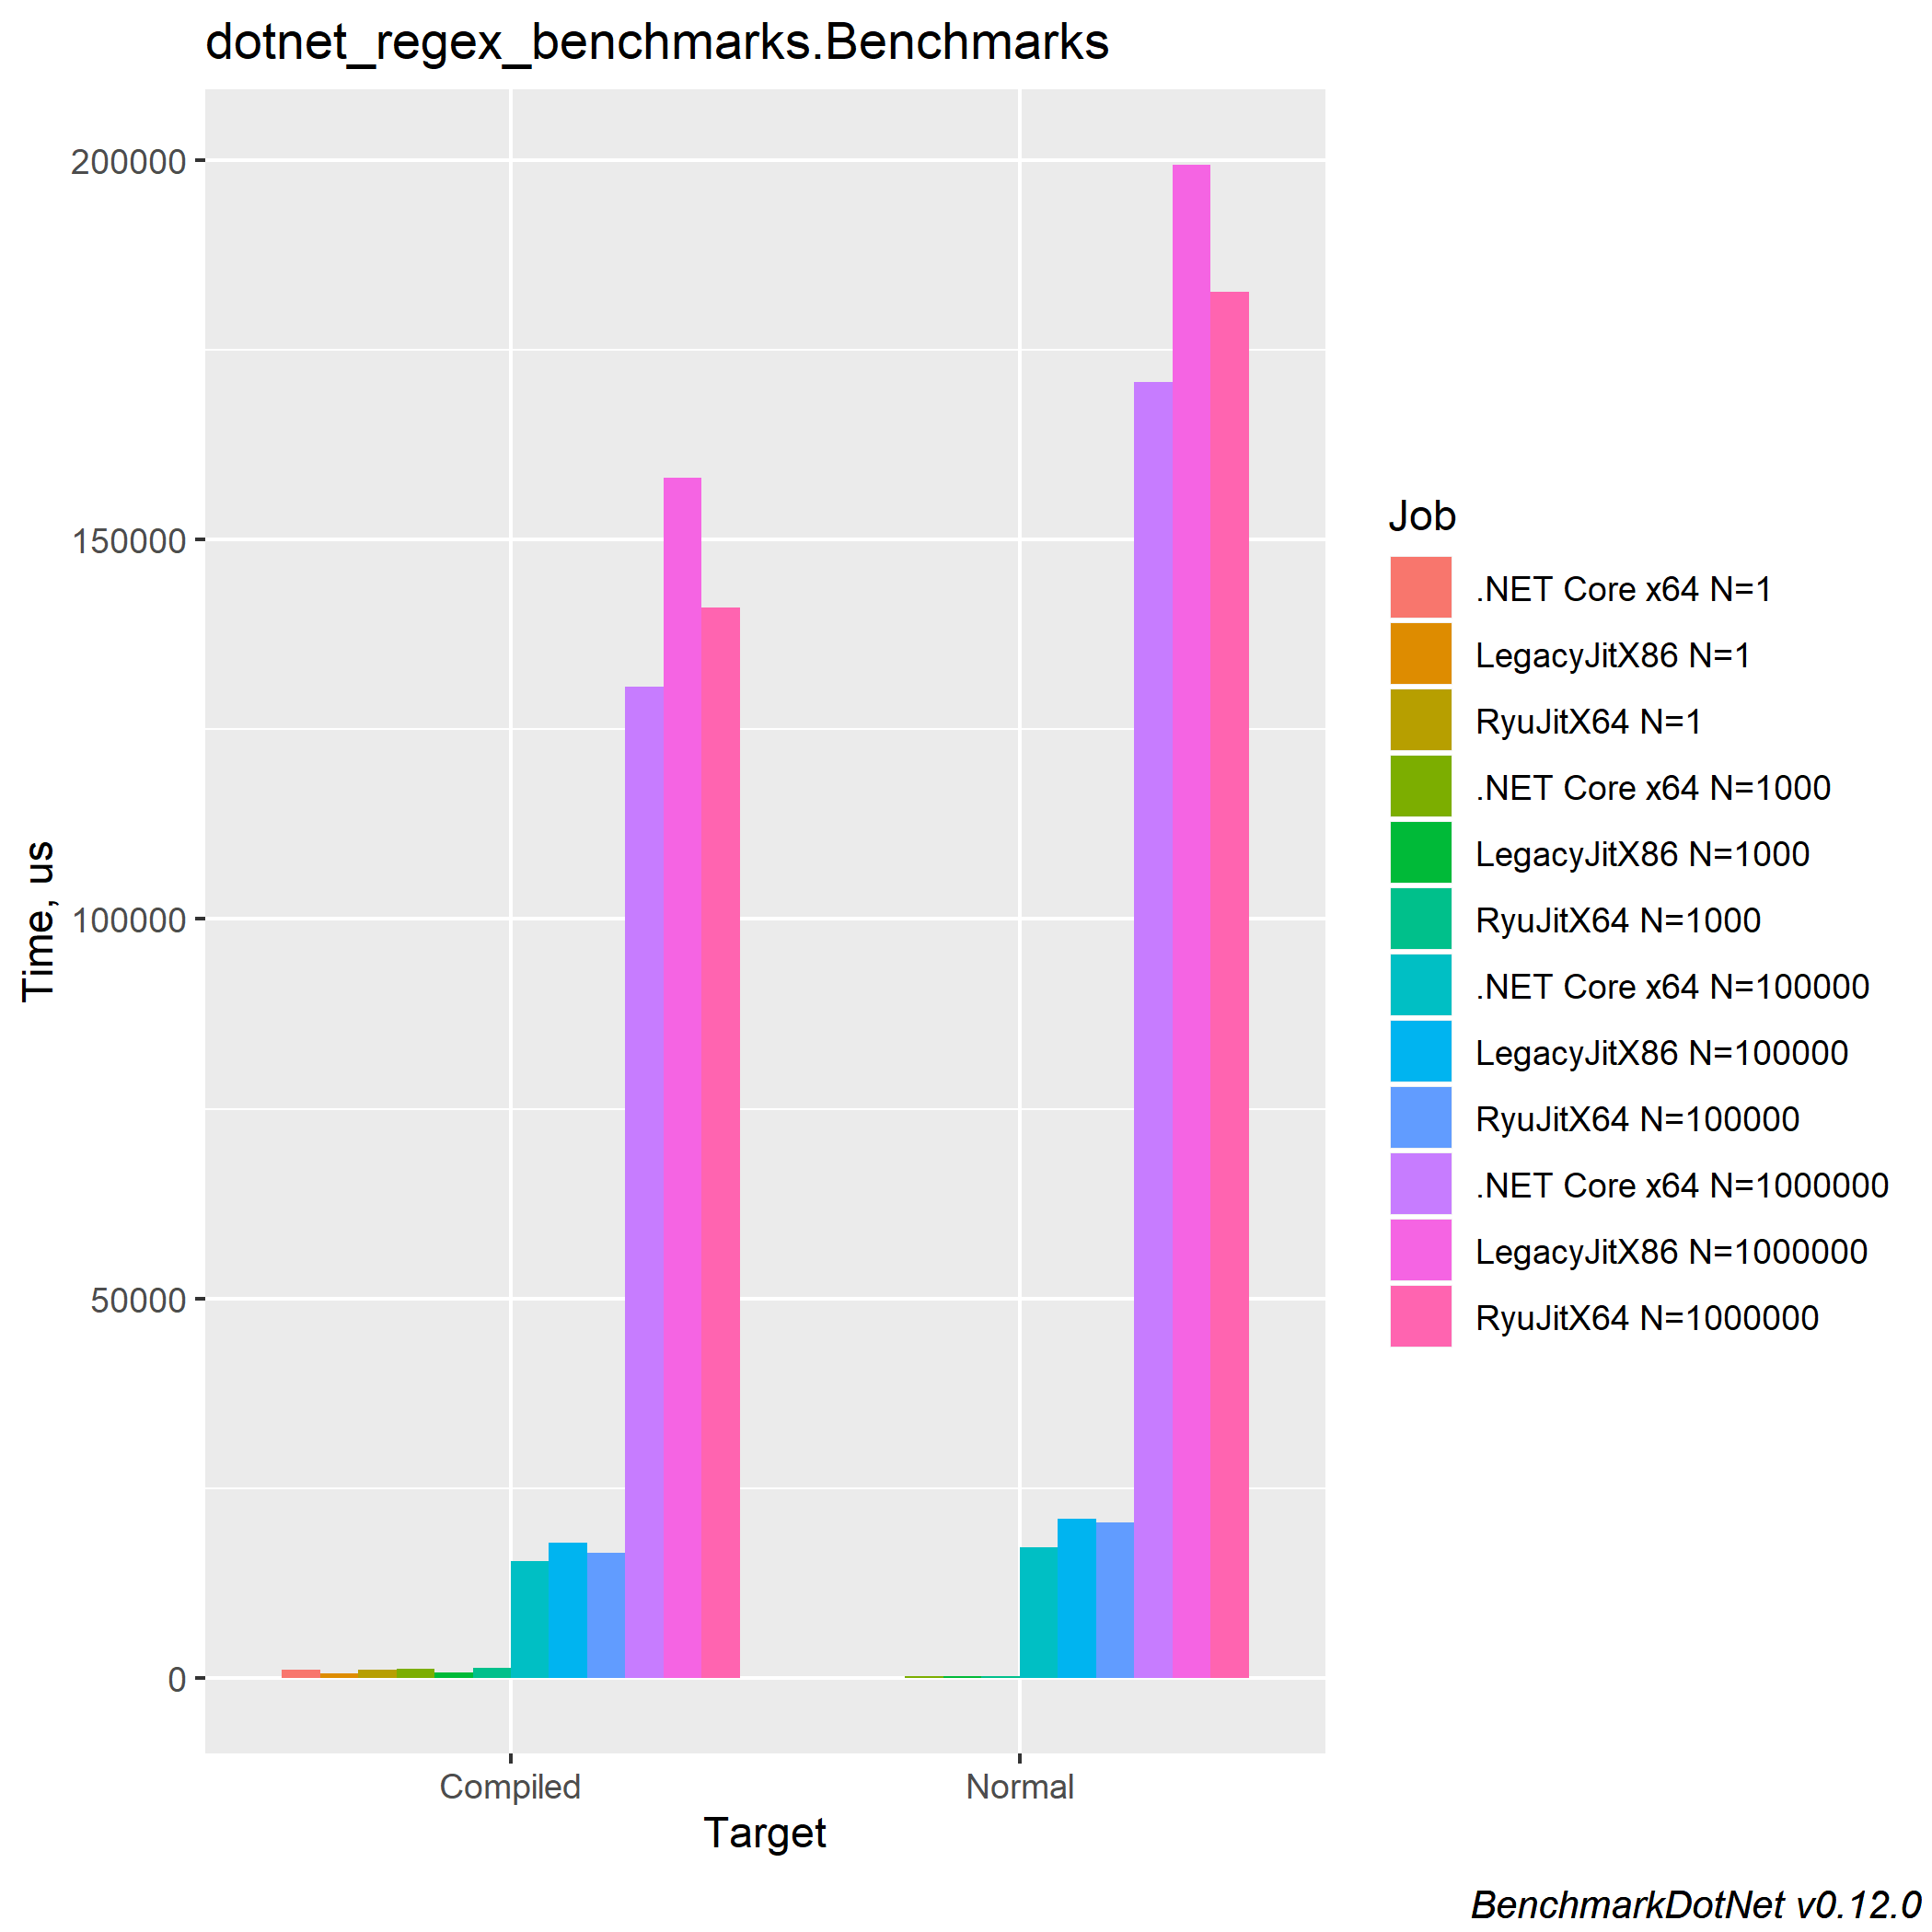 dotnet_regex_benchmarks.Benchmarks
200000
150000
100000
50000
0
Time, us
Compiled
Normal
Target
Job
.NET Core x64 N=1
LegacyJitX86 N=1
RyuJitX64 N=1
.NET Core x64 N=1000
LegacyJitX86 N=1000
RyuJitX64 N=1000
.NET Core x64 N=100000
LegacyJitX86 N=100000
RyuJitX64 N=100000
.NET Core x64 N=1000000
LegacyJitX86 N=1000000
RyuJitX64 N=1000000
BenchmarkDotNet v0.12.0